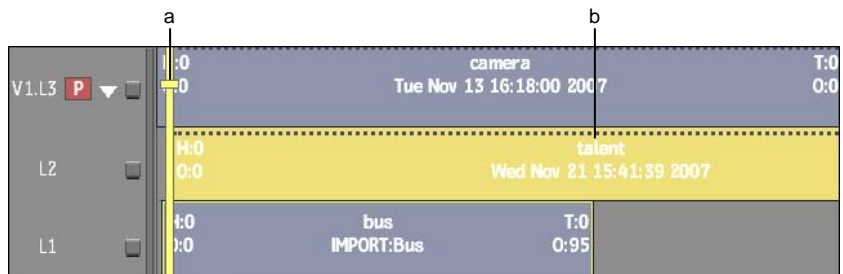 a b
:0 camera T:0
V1.L3 P :0 Tue Nov 13 16:18:00 2007 O:0
H:0 talent
L2 O:0 Wed Nov 21 15:41:39 2007
H:0 bus T:0
L1 O:0 IMPORT:Bus O:95